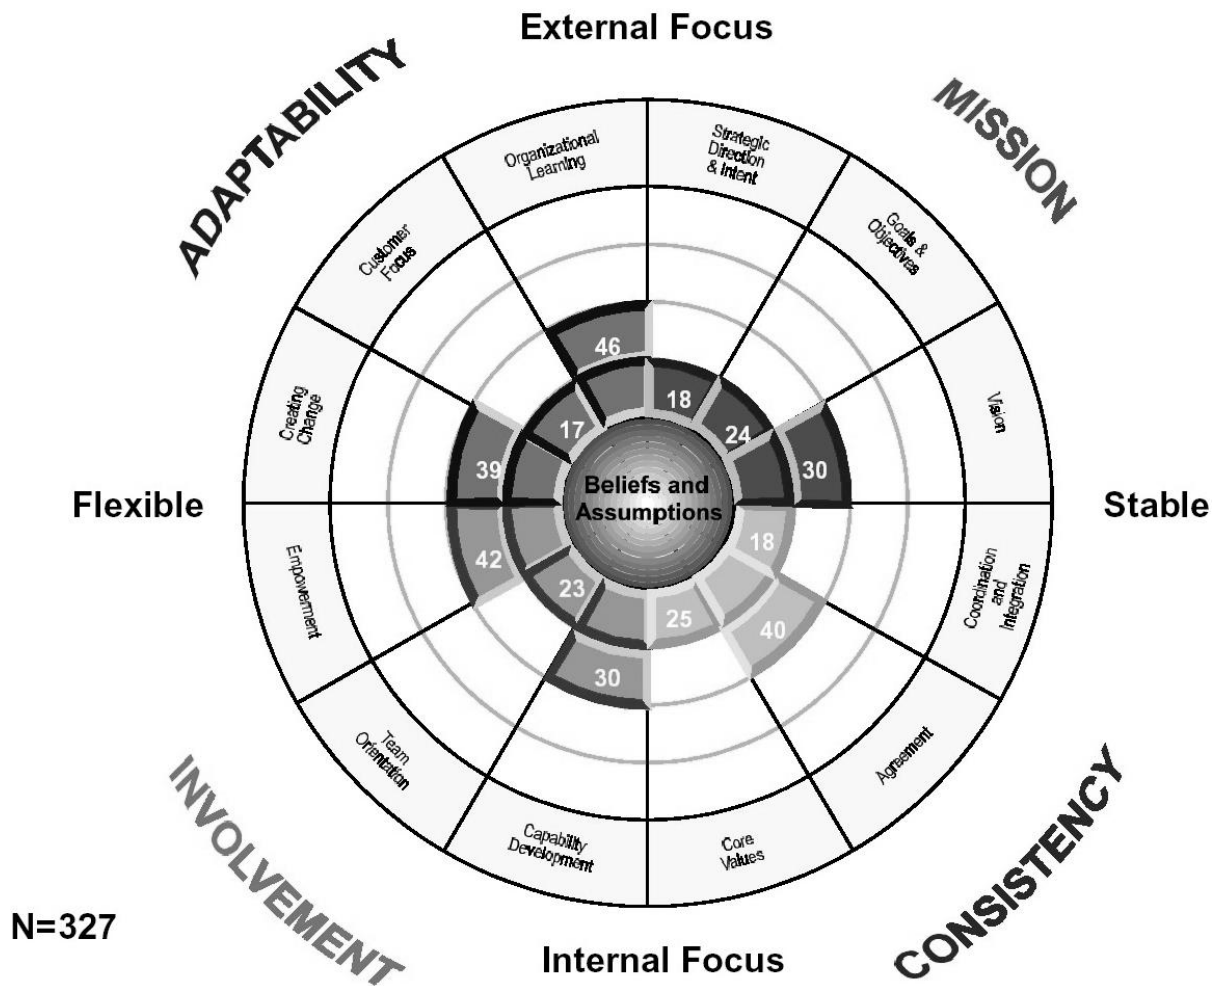 External Focus
ADAPTABILITY
MISSION
Organizational
Learning
Strategic
Direction
& Intent
Customer
Focus
Goals &
Objectives
Creating
Change
Vision
46
18
17
24
39
30
Beliefs and
Assumptions
Flexible
Stable
42
18
23
25
40
30
Empowerment
Coordination
and
Integration
Team
Orientation
Agreement
Capability
Development
Core
Values
INVOLVEMENT
CONSISTENCY
N=327
Internal Focus